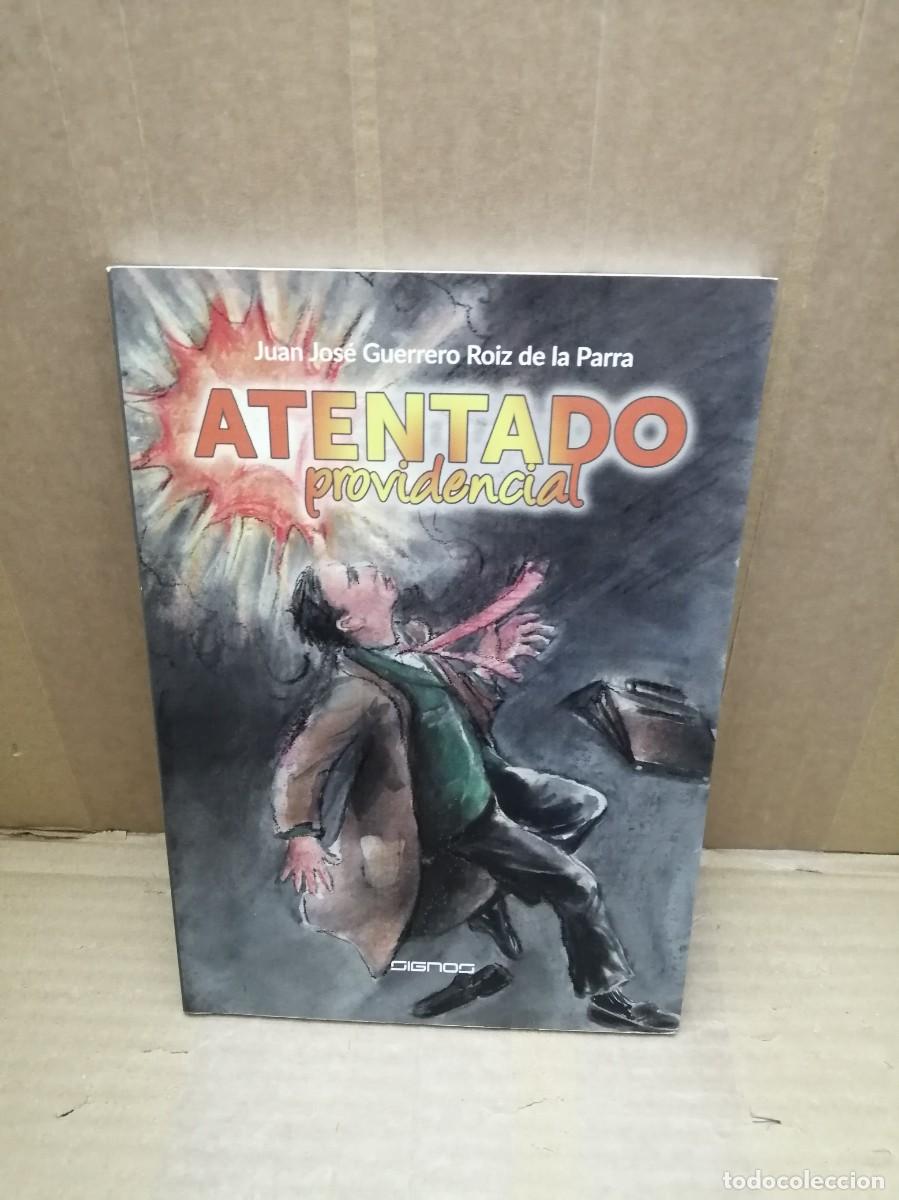 Juan José Guerrero Roiz de la Parra
ATENTADO
providencial
SIGNOS
todocoleccion